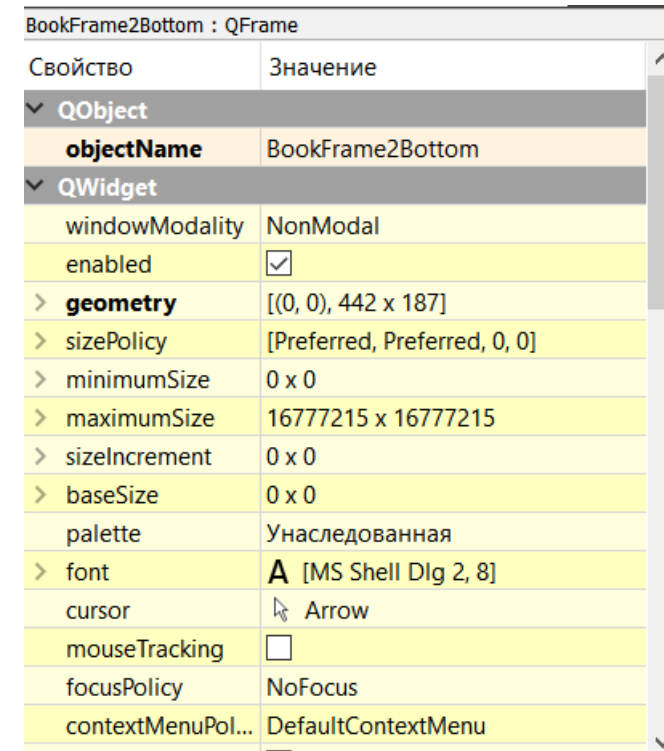 BookFrame2Bottom : QFrame
Свойство Значение
QObject
objectName BookFrame2Bottom
QWidget
windowModality NonModal
enabled
geometry [(0, 0), 442 x 187]
sizePolicy [Preferred, Preferred, 0, 0]
minimumSize 0 x 0
maximumSize 16777215 x 16777215
sizeIncrement 0 x 0
baseSize 0 x 0
palette Унаследованная
font A [MS Shell Dlg 2, 8]
cursor Arrow
mouseTracking
focusPolicy NoFocus
contextMenuPol... DefaultContextMenu